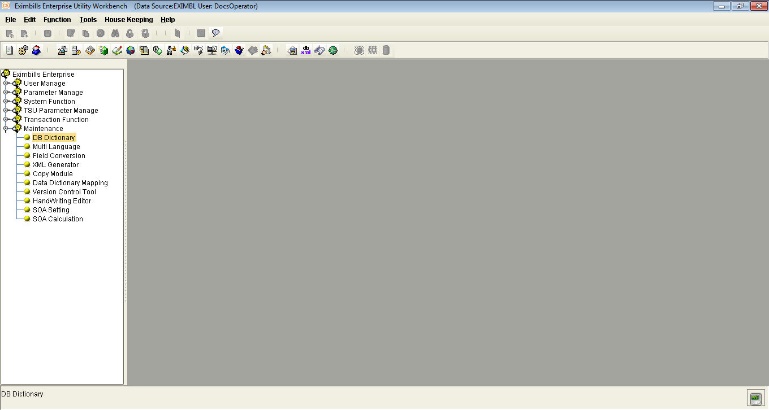 Eximbills Enterprise Utility Workbench (Data Source:EXIMBL User: DocsOperator)
File Edit Function Tools House Keeping Help
Eximbills Enterprise
User Manage
Parameter Manage
System Function
TSU Parameter Manage
Transaction Function
Maintenance
DB Dictionary
Multi Language
Field Conversion
XML Generator
Copy Module
Data Dictionary Mapping
Version Control Tool
HandWriting Editor
SOA Setting
SOA Calculation
DB Dictionary